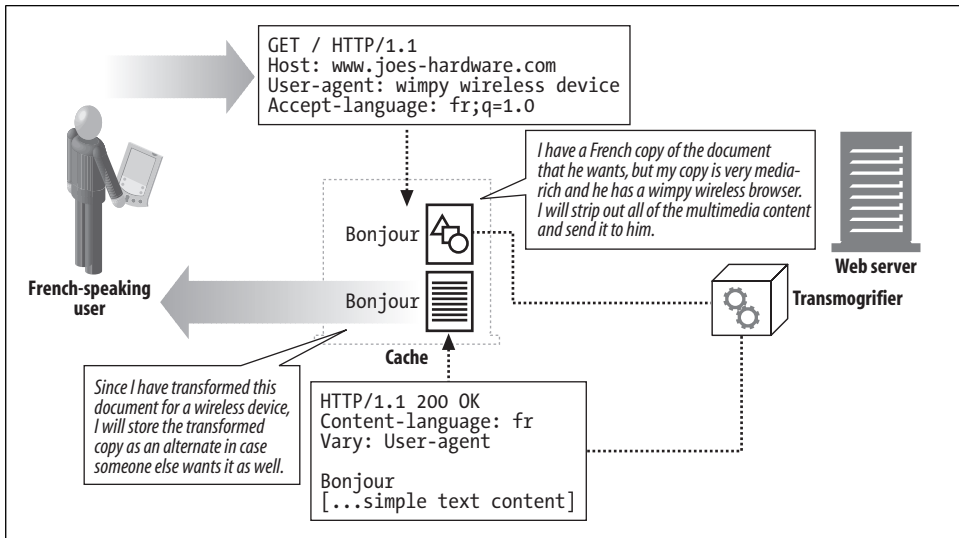 GET / HTTP/1.1
Host: www.joes-hardware.com
User-agent: wimpy wireless device
Accept-language: fr;q=1.0
I have a French copy of the document
that he wants, but my copy is very media-
rich and he has a wimpy wireless browser.
I will strip out all of the multimedia content
and send it to him.
Bonjour
Web server
French-speaking
user
Bonjour
Transmogrifier
Cache
Since I have transformed this
document for a wireless device,
I will store the transformed
copy as an alternate in case
someone else wants it as well.
HTTP/1.1 200 OK
Content-language: fr
Vary: User-agent
Bonjour
[...simple text content]